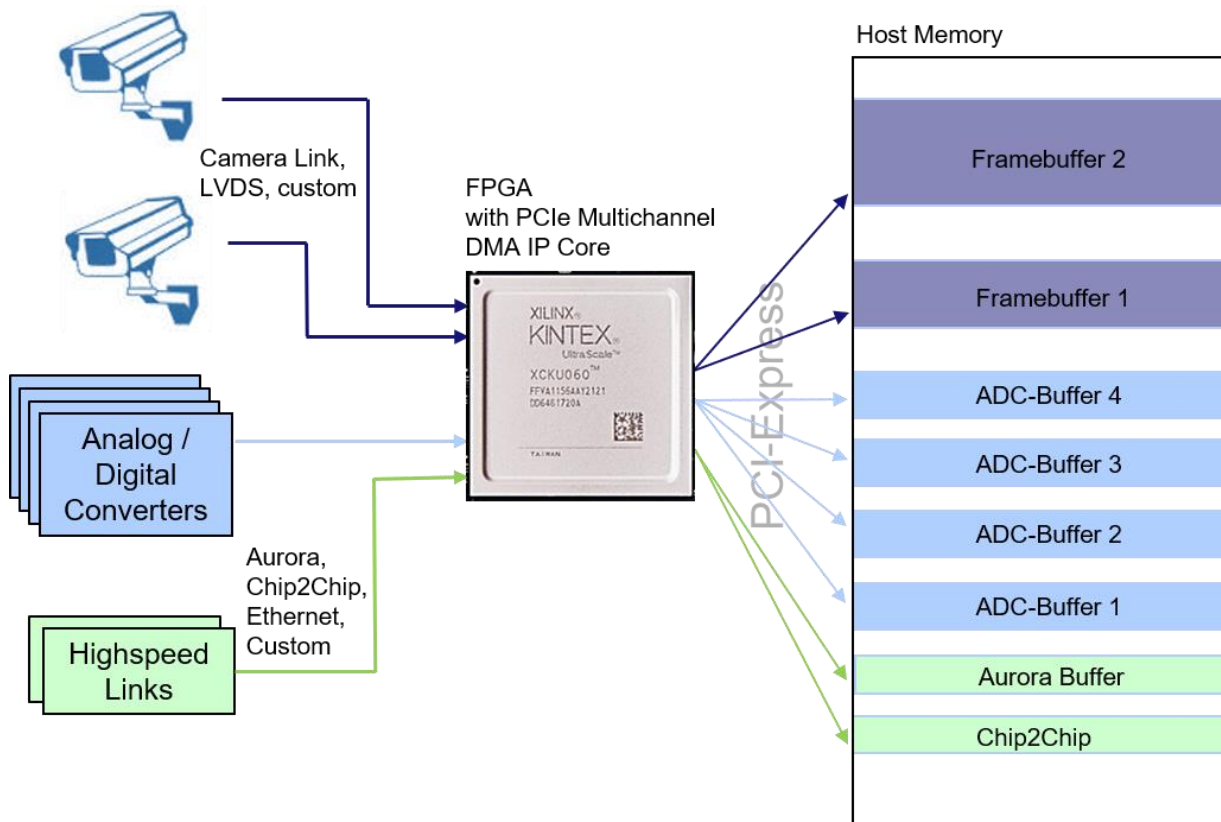 Host Memory
Camera Link,
LVDS, custom
FPGA
with PCIe Multichannel
DMA IP Core
XILINX®
KINTEX®
UltraScale™
XCKU060™
FFVA1156AAY2121
DD6461720A
TAIWAN
PCI-Express
Framebuffer 2
Framebuffer 1
ADC-Buffer 4
ADC-Buffer 3
ADC-Buffer 2
ADC-Buffer 1
Aurora Buffer
Chip2Chip
Analog /
Digital
Converters
Aurora,
Chip2Chip,
Ethernet,
Custom
Highspeed
Links